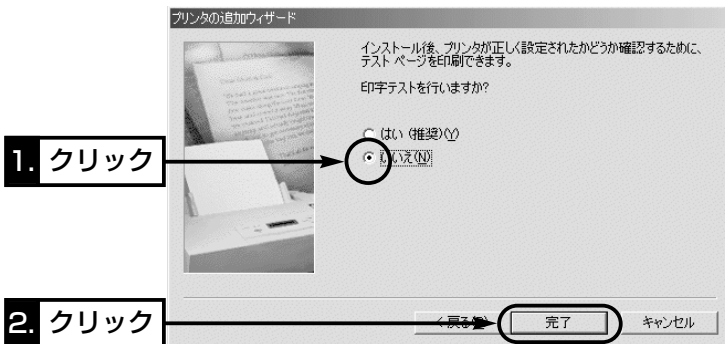 プリンタの追加ウィザード
インストール後、プリンタが正しく設定されたかどうか確認するために、
テスト ページを印刷できます。
印字テストを行いますか?
はい (推奨)(Y)
1. クリック
いいえ(N)
2. クリック
< 戻る(B)
完了
キャンセル